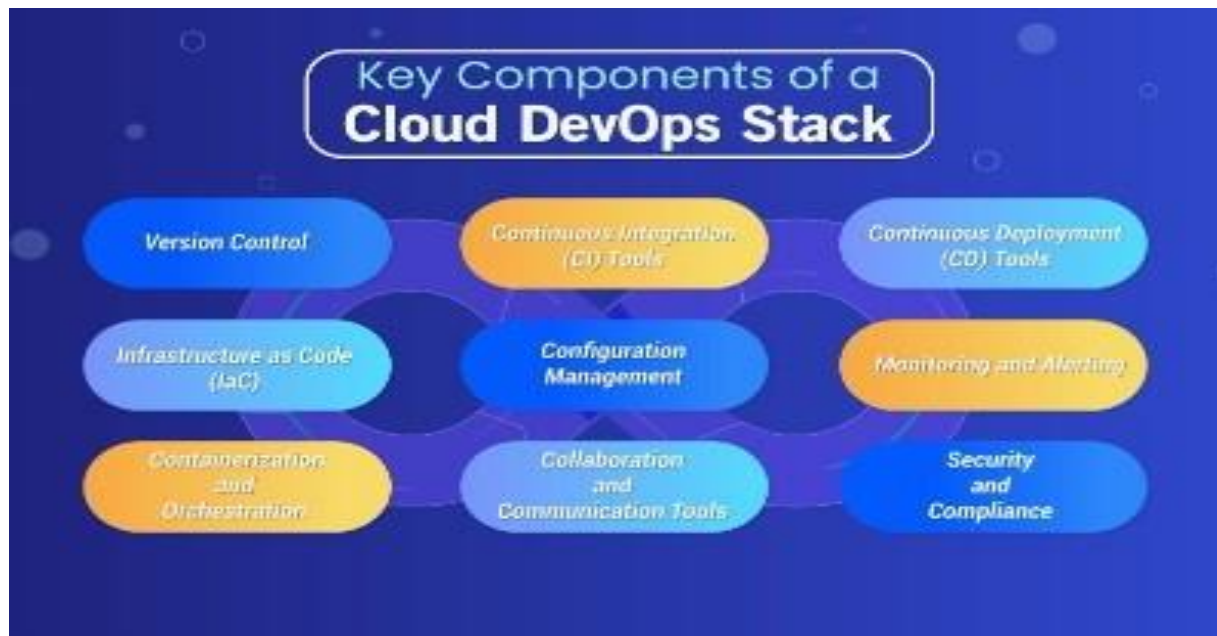 Key Components of a
Cloud DevOps Stack
Version Control
Continuous Integration
(CI) Tools
Continuous Deployment
(CD) Tools
Infrastructure as Code
(IaC)
Configuration
Management
Monitoring and Alerting
Containerization
and
Orchestration
Collaboration
and
Communication Tools
Security
and
Compliance